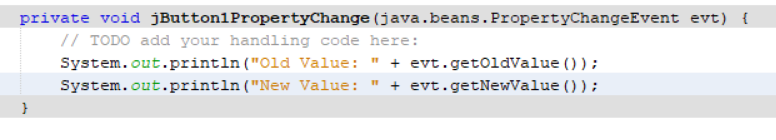 private void jButton1PropertyChange(java.beans.PropertyChangeEvent evt) {
// TODO add your handling code here:
System.out.println("Old Value: " + evt.getOldValue());
System.out.println("New Value: " + evt.getNewValue());
}